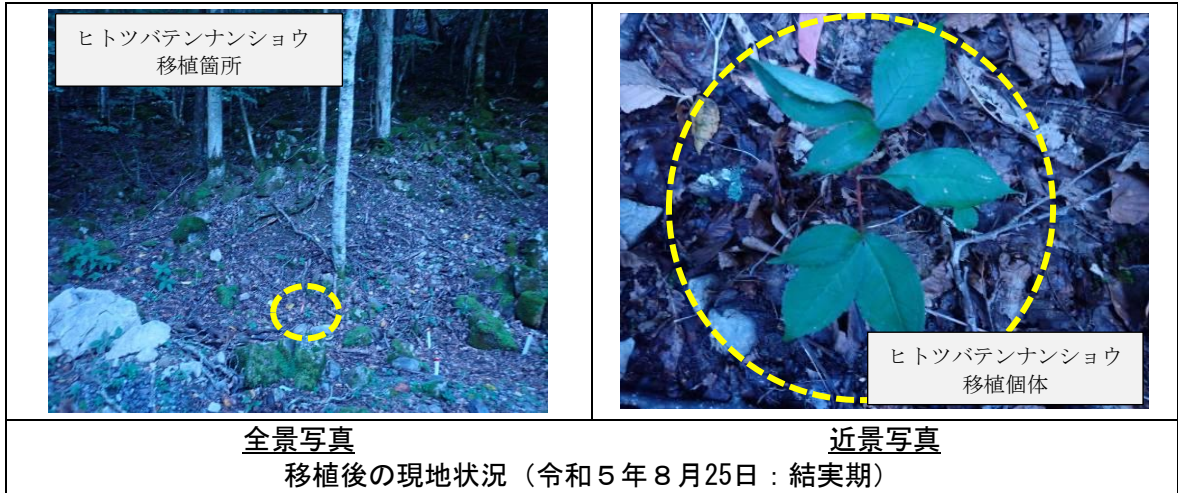 ヒトツバテンナンショウ
移植箇所
ヒトツバテンナンショウ
移植個体
全景写真
近景写真
移植後の現地状況（令和５年８月25日：結実期）